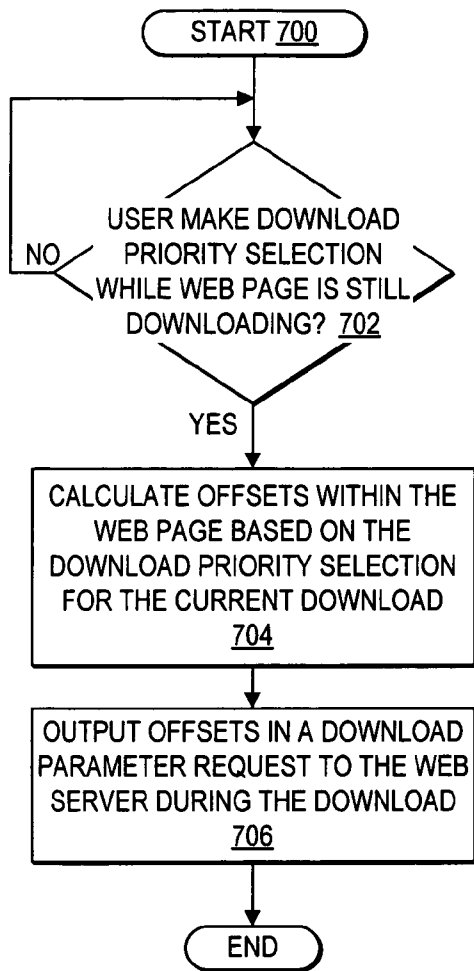 START 700
USER MAKE DOWNLOAD
PRIORITY SELECTION
NO
WHILE WEB PAGE IS STILL
DOWNLOADING? 702
YES
CALCULATE OFFSETS WITHIN THE
WEB PAGE BASED ON THE
DOWNLOAD PRIORITY SELECTION
FOR THE CURRENT DOWNLOAD
704
OUTPUT OFFSETS IN A DOWNLOAD
PARAMETER REQUEST TO THE WEB
SERVER DURING THE DOWNLOAD
706
END